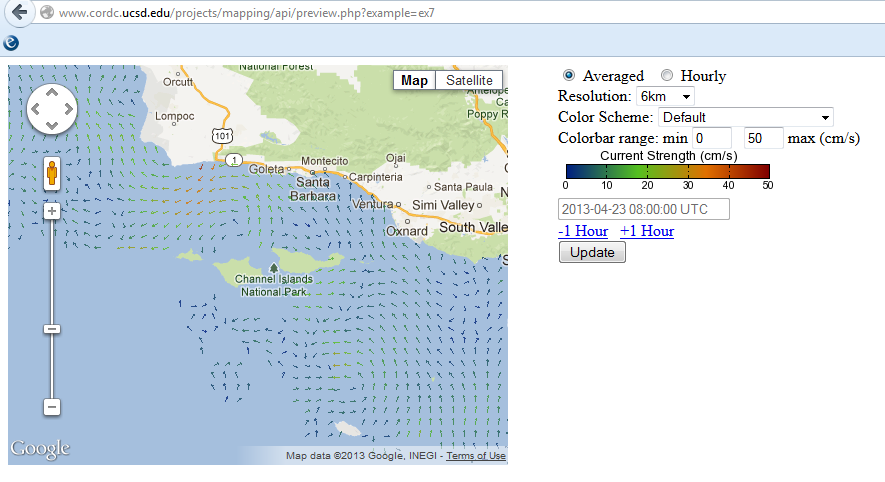 www.cordc.ucsd.edu/projects/mapping/api/preview.php?example=ex7
National Forest
Map
Satellite
Orcutt
Antelope
Ca
Poppy R
Lompoc
101
1
Goleta
Montecito
Ojai
Santa
Barbara
Carpinteria
Santa Paula
Ventura
Simi Valley
Oxnard
South Valle
Channel Islands
National Park
Google
Map data ©2013 Google, INEGI - Terms of Use
Averaged Hourly
Resolution: 6km
Color Scheme: Default
Colorbar range: min 0 50 max (cm/s)
Current Strength (cm/s)
0 10 20 30 40 50
2013-04-23 08:00:00 UTC
-1 Hour +1 Hour
Update